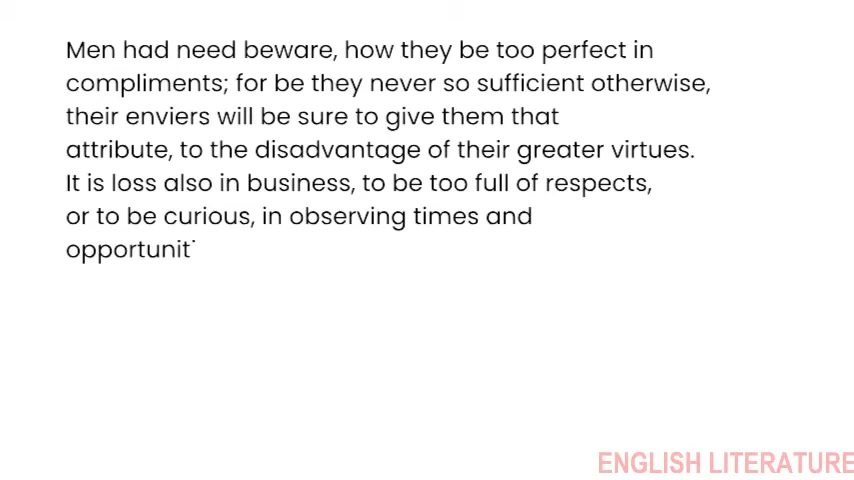 Men had need beware, how they be too perfect in
compliments; for be they never so sufficient otherwise,
their enviers will be sure to give them that
attribute, to the disadvantage of their greater virtues.
It is loss also in business, to be too full of respects,
or to be curious, in observing times and
opportunit
ENGLISH LITERATURE